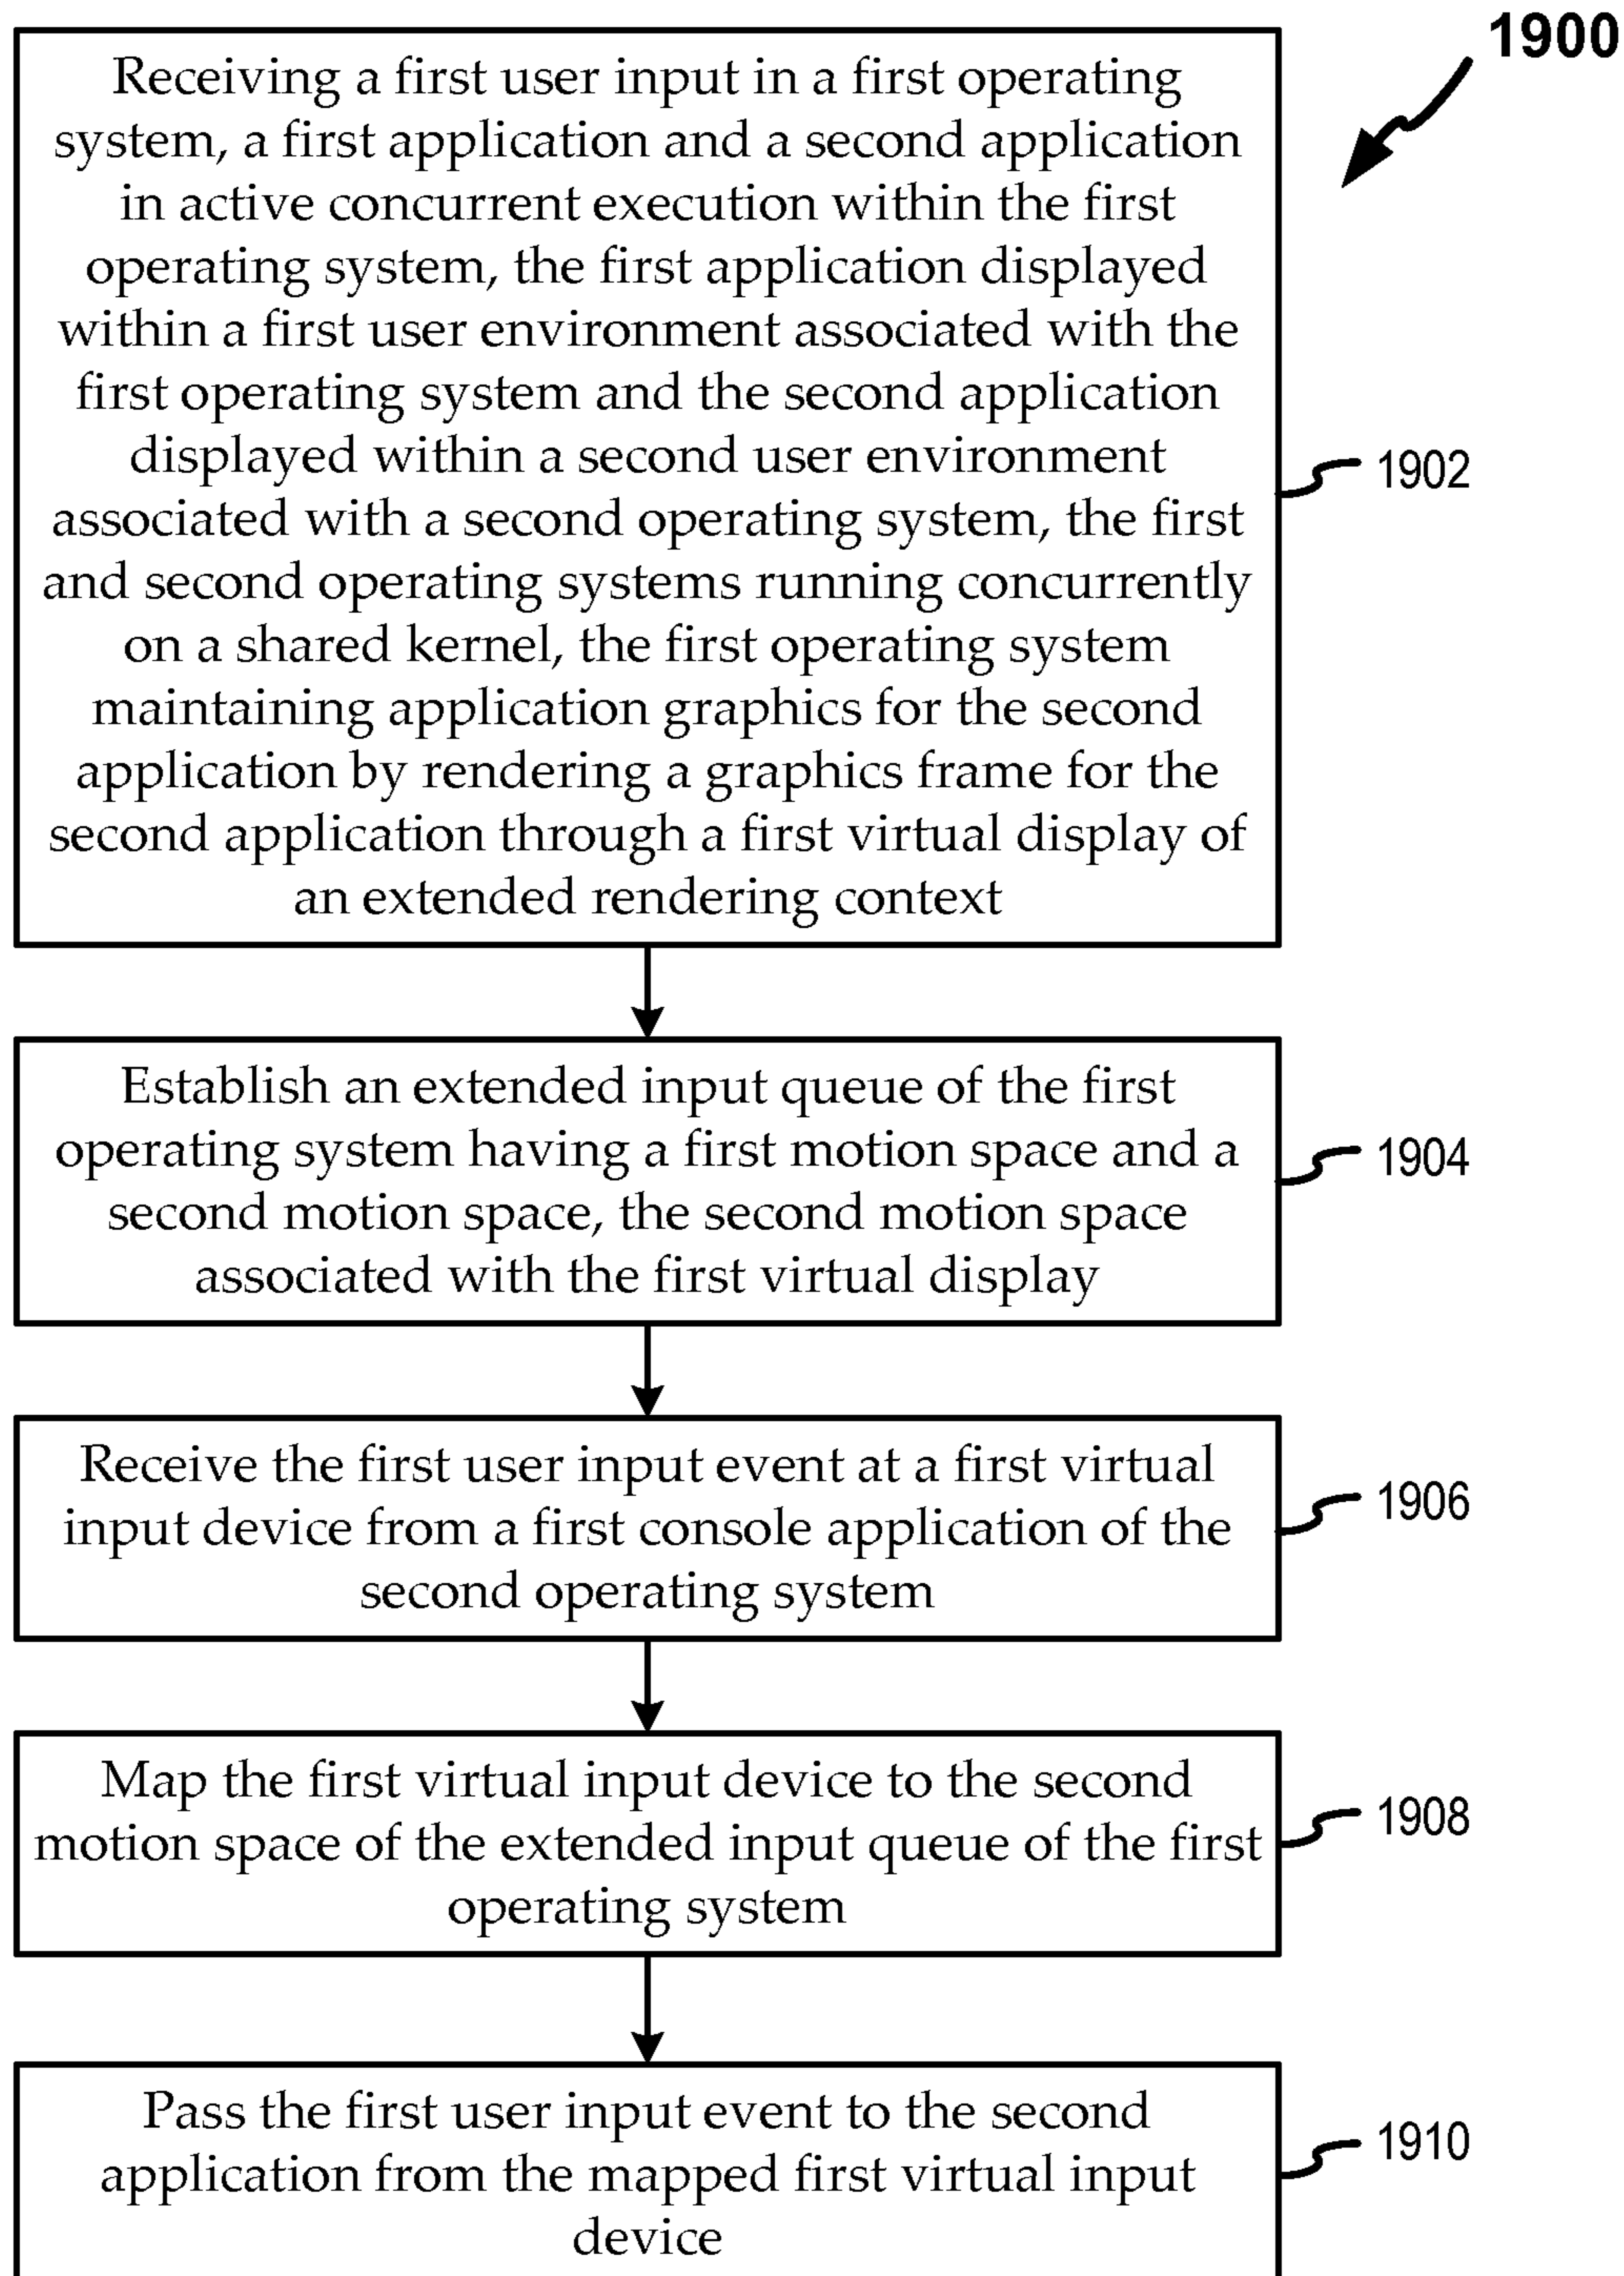 1900
Receiving a first user input in a first operating
system, a first application and a second application
in active concurrent execution within the first
operating system, the first application displayed
within a first user environment associated with the
first operating system and the second application
displayed within a second user environment
associated with a second operating system, the first
and second operating systems running concurrently
on a shared kernel, the first operating system
maintaining application graphics for the second
application by rendering a graphics frame for the
second application through a first virtual display of
an extended rendering context
1902
Establish an extended input queue of the first
operating system having a first motion space and a
second motion space, the second motion space
associated with the first virtual display
1904
Receive the first user input event at a first virtual
input device from a first console application of the
second operating system
1906
Map the first virtual input device to the second
motion space of the extended input queue of the first
operating system
1908
Pass the first user input event to the second
application from the mapped first virtual input
device
1910